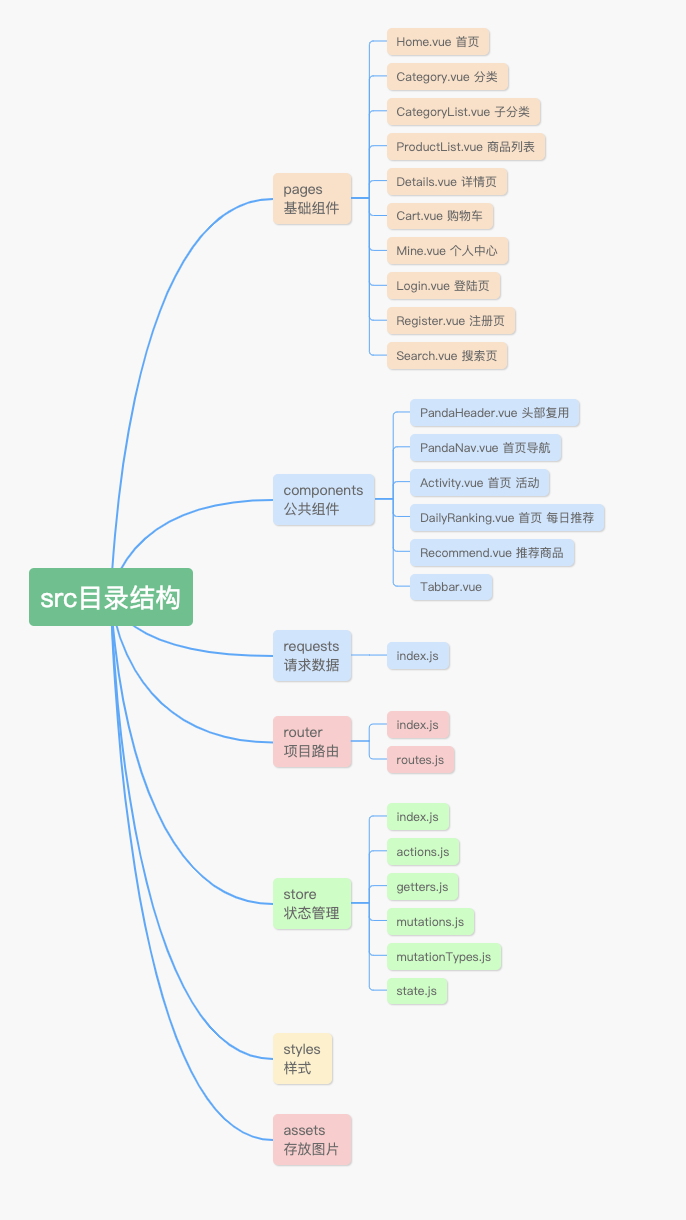 src目录结构
pages
基础组件
Home.vue 首页
Category.vue 分类
CategoryList.vue 子分类
ProductList.vue 商品列表
Details.vue 详情页
Cart.vue 购物车
Mine.vue 个人中心
Login.vue 登陆页
Register.vue 注册页
Search.vue 搜索页
components
公共组件
PandaHeader.vue 头部复用
PandaNav.vue 首页导航
Activity.vue 首页 活动
DailyRanking.vue 首页 每日推荐
Recommend.vue 推荐商品
Tabbar.vue
requests
请求数据
index.js
router
项目路由
index.js
routes.js
store
状态管理
index.js
actions.js
getters.js
mutations.js
mutationTypes.js
state.js
styles
样式
assets
存放图片